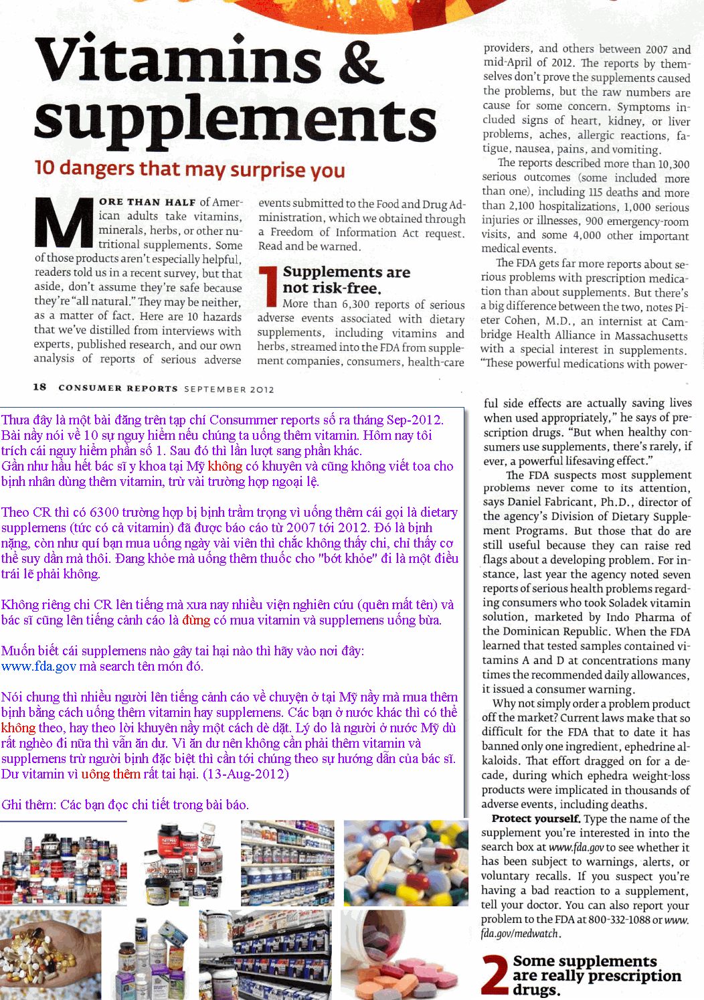 Vitamins &
supplements
10 dangers that may surprise you
MORE THAN HALF of Amer-
ican adults take vitamins,
minerals, herbs, or other nu-
tritional supplements. Some
of those products aren't especially helpful,
readers told us in a recent survey, but that
aside, don't assume they're safe because
they're “all natural.” They may be neither,
as a matter of fact. Here are 10 hazards
that we've distilled from interviews with
experts, published research, and our own
analysis of reports of serious adverse
events submitted to the Food and Drug Ad-
ministration, which we obtained through
a Freedom of Information Act request.
Read and be warned.
1 Supplements are
not risk-free.
More than 6,300 reports of serious
adverse events associated with dietary
supplements, including vitamins and
herbs, streamed into the FDA from supple-
ment companies, consumers, health-care
providers, and others between 2007 and
mid-April of 2012. The reports by them-
selves don't prove the supplements caused
the problems, but the raw numbers are
cause for some concern. Symptoms in-
cluded signs of heart, kidney, or liver
problems, aches, allergic reactions, fa-
tigue, nausea, pains, and vomiting.
The reports described more than 10,300
serious outcomes (some included more
than one), including 115 deaths and more
than 2,100 hospitalizations, 1,000 serious
injuries or illnesses, 900 emergency-room
visits, and some 4,000 other important
medical events.
The FDA gets far more reports about se-
rious problems with prescription medica-
tion than about supplements. But there's
a big difference between the two, notes Pi-
eter Cohen, M.D., an internist at Cam-
bridge Health Alliance in Massachusetts
with a special interest in supplements.
“These powerful medications with power-
18 CONSUMER REPORTS SEPTEMBER 2012
ful side effects are actually saving lives
when used appropriately,” he says of pre-
scription drugs. “But when healthy con-
sumers use supplements, there's rarely, if
ever, a powerful lifesaving effect.”
The FDA suspects most supplement
problems never come to its attention,
says Daniel Fabricant, Ph.D., director of
the agency's Division of Dietary Supple-
ment Programs. But those that do are
still useful because they can raise red
flags about a developing problem. For in-
stance, last year the agency noted seven
reports of serious health problems regard-
ing consumers who took Soladek vitamin
solution, marketed by Indo Pharma of
the Dominican Republic. When the FDA
learned that tested samples contained vi-
tamins A and D at concentrations many
times the recommended daily allowances,
it issued a consumer warning.
Why not simply order a problem product
off the market? Current laws make that so
difficult for the FDA that to date it has
banned only one ingredient, ephedrine al-
kaloids. That effort dragged on for a de-
cade, during which ephedra weight-loss
products were implicated in thousands of
adverse events, including deaths.
Protect yourself. Type the name of the
supplement you're interested in into the
search box at www.fda.gov to see whether it
has been subject to warnings, alerts, or
voluntary recalls. If you suspect you're
having a bad reaction to a supplement,
tell your doctor. You can also report your
problem to the FDA at 800-332-1088 or www.
fda.gov/medwatch.
2 Some supplements
are really prescription
drugs.
Thưa đây là một bài đăng trên tạp chí Consummer reports số ra tháng Sep-2012.
Bài nầy nói về 10 sự nguy hiểm nếu chúng ta uống thêm vitamin. Hôm nay tôi
trích cái nguy hiểm phần số 1. Sau đó thì lần lượt sang phần khác.
Gần như hầu hết bác sĩ y khoa tại Mỹ không có khuyên và cũng không viết toa cho
bịnh nhân dùng thêm vitamin, trừ vài trường hợp ngoại lệ.
Theo CR thì có 6300 trường hợp bị bịnh trầm trọng vì uống thêm cái gọi là dietary
supplemens (tức có cả vitamin) đã được báo cáo từ 2007 tới 2012. Đó là bịnh
nặng, còn như quí bạn mua uống ngày vài viên thì chắc không thấy chi, chỉ thấy cơ
thể suy dần mà thôi. Đang khỏe mà uống thêm thuốc cho "bớt khỏe" đi là một điều
trái lẽ phải không.
Không riêng chi CR lên tiếng mà xưa nay nhiều viện nghiên cứu (quên mất tên) và
bác sĩ cũng lên tiếng cảnh cáo là đừng có mua vitamin và supplemens uống bừa.
Muốn biết cái supplemens nào gây tai hại nào thì hãy vào nơi đây:
www.fda.gov mà search tên món đó.
Nói chung thì nhiều người lên tiếng cảnh cáo về chuyện ở tại Mỹ nầy mà mua thêm
bịnh bằng cách uống thêm vitamin hay supplemens. Các bạn ở nước khác thì có thể
không theo, hay theo lời khuyên nầy một cách dè dặt. Lý do là người ở nước Mỹ dù
rất nghèo đi nữa thì vẫn ăn dư. Vì ăn dư nên không cần phải thêm vitamin và
supplemens trừ người bịnh đặc biệt thì cần tới chúng theo sự hướng dẫn của bác sĩ.
Dư vitamin vì uông thêm rất tai hại. (13-Aug-2012)
Ghi thêm: Các bạn đọc chi tiết trong bài báo.